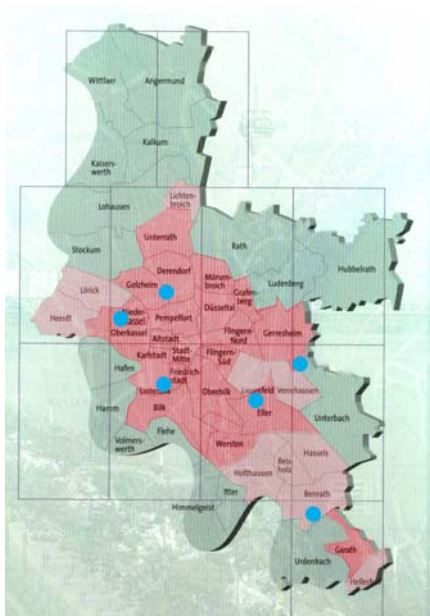 Wittlaer
Angermund
Kalkum
Kaisers-
werth
Lichten-
broich
Lohausen
Unterrath
Stockum
Rath
Hubbelrath
Derendorf
Mörsen-
broich
Ludenberg
Golzheim
Grafen-
berg
Lörick
Düsseltal
Heerdt
Pempelfort
Oberkassel
Flingern
Nord
Gerresheim
Altstadt
Karlstadt
Stadt-
Mitte
Flingern-
Süd
Hafen
Friedrich-
stadt
Oberbilk
Vennhausen
Hamm
Bilk
Eller
Unterbach
Volmers-
werth
Flehe
Wersten
Hassels
Reis-
holz
Holthausen
Itter
Benrath
Himmelgeist
Garath
Urdenbach